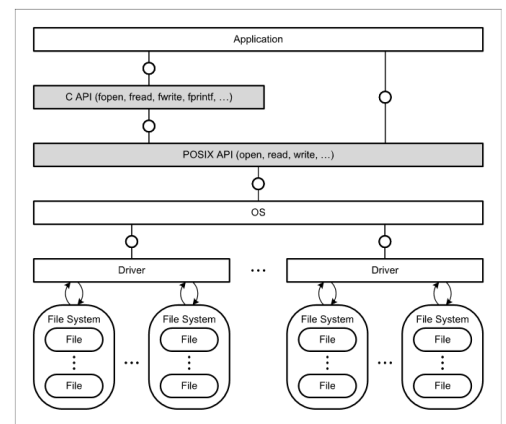 Application
C API (fopen, fread, fwrite, fprintf, …)
POSIX API (open, read, write, …)
OS
Driver … Driver
File System File System File System File System
File File File File
… …
File File File File